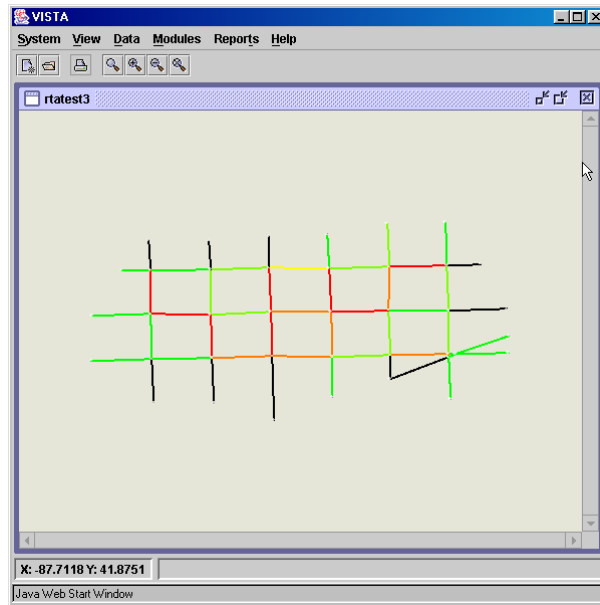 VISTA
System View Data Modules Reports Help
rtatest3
X: -87.7118 Y: 41.8751
Java Web Start Window